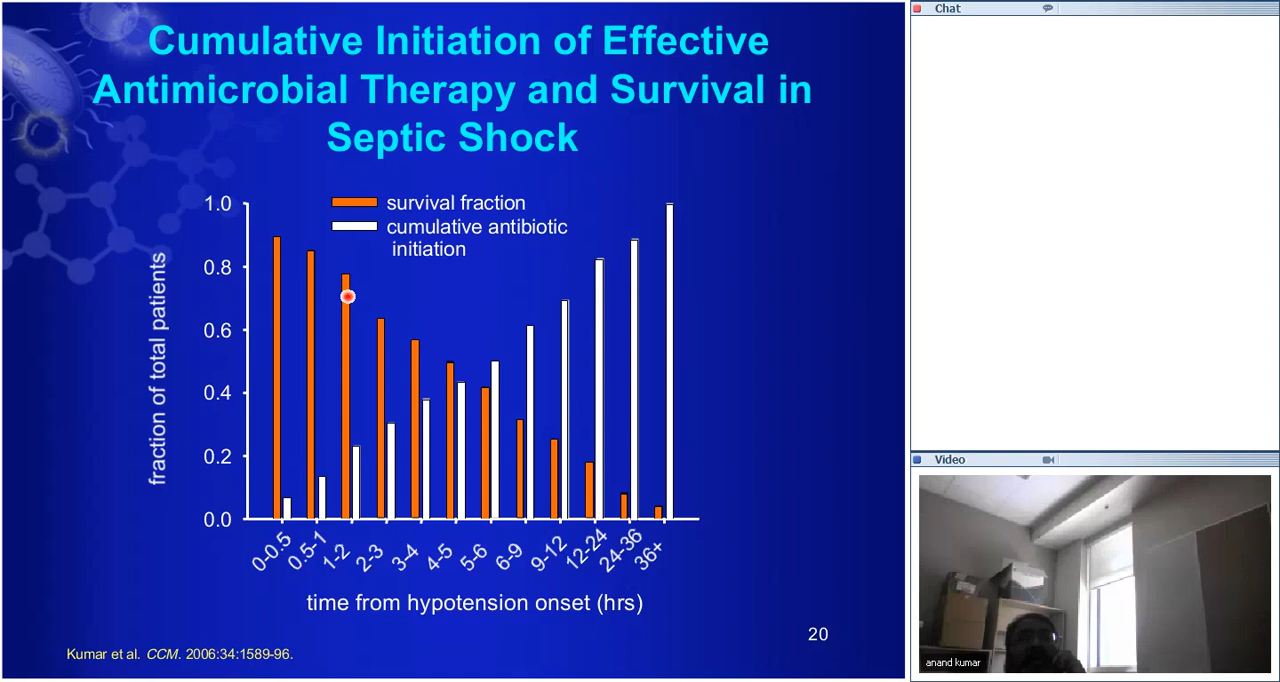 Cumulative Initiation of Effective
Antimicrobial Therapy and Survival in
Septic Shock
survival fraction
cumulative antibiotic
initiation
fraction of total patients
1.0
0.8
0.6
0.4
0.2
0.0
0-0.5
0.5-1
1-2
2-3
3-4
4-5
5-6
6-9
9-12
12-24
24-36
36+
time from hypotension onset (hrs)
20
Kumar et al. CCM. 2006:34:1589-96.
Chat
Video
anand kumar